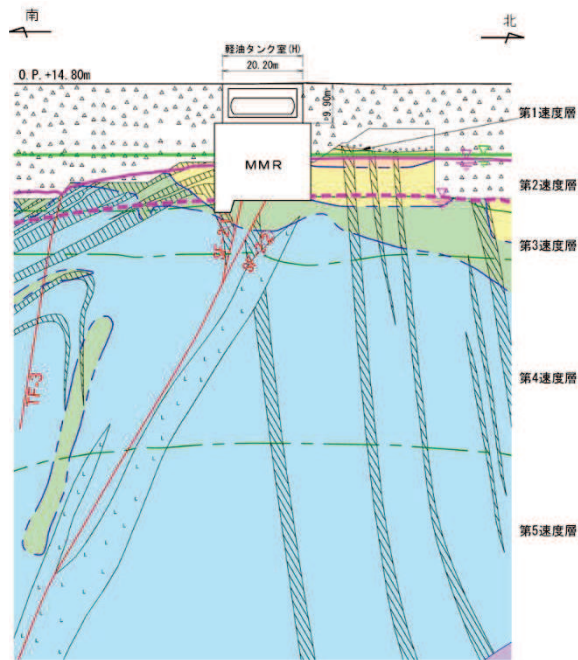 南
北
軽油タンク室(H)
20.20m
O.P.+14.80m
9.90m
第1速度層
MMR
第2速度層
第3速度層
TF-3
第4速度層
第5速度層